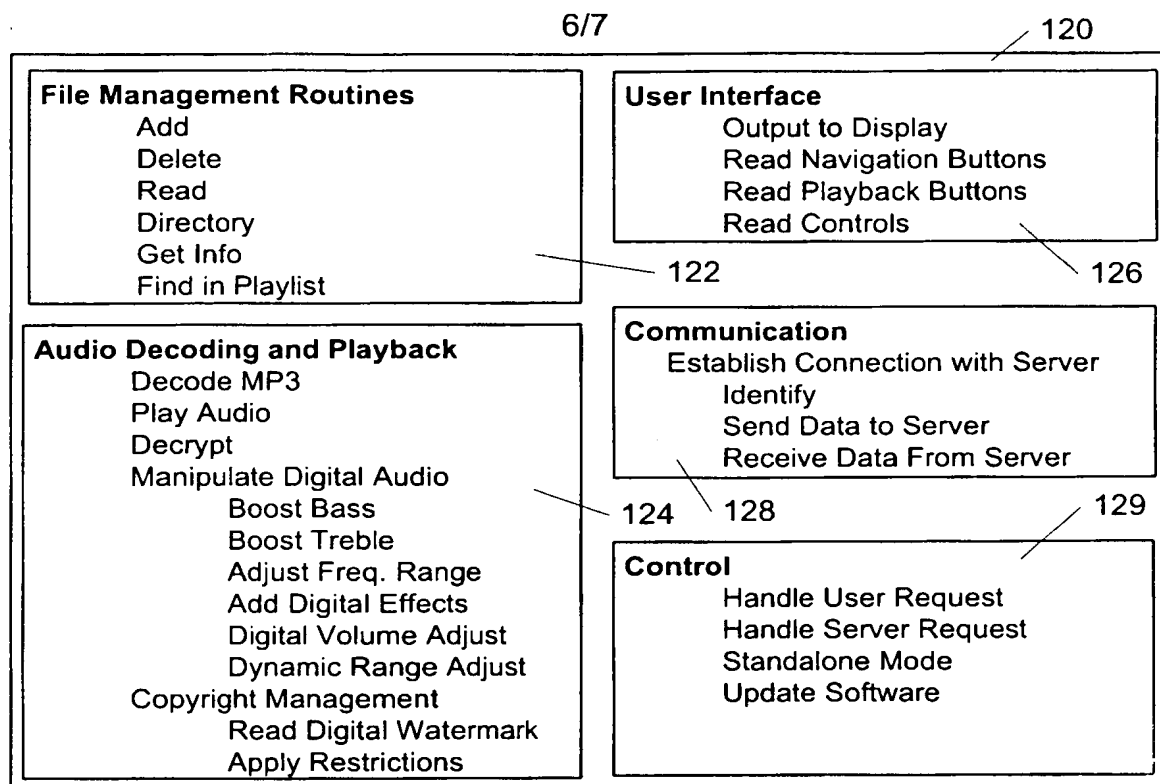 6/7
120
File Management Routines
Add
Delete
Read
Directory
Get Info
Find in Playlist
122
User Interface
Output to Display
Read Navigation Buttons
Read Playback Buttons
Read Controls
126
Audio Decoding and Playback
Decode MP3
Play Audio
Decrypt
Manipulate Digital Audio
Boost Bass
Boost Treble
Adjust Freq. Range
Add Digital Effects
Digital Volume Adjust
Dynamic Range Adjust
Copyright Management
Read Digital Watermark
Apply Restrictions
124
Communication
Establish Connection with Server
Identify
Send Data to Server
Receive Data From Server
128
129
Control
Handle User Request
Handle Server Request
Standalone Mode
Update Software